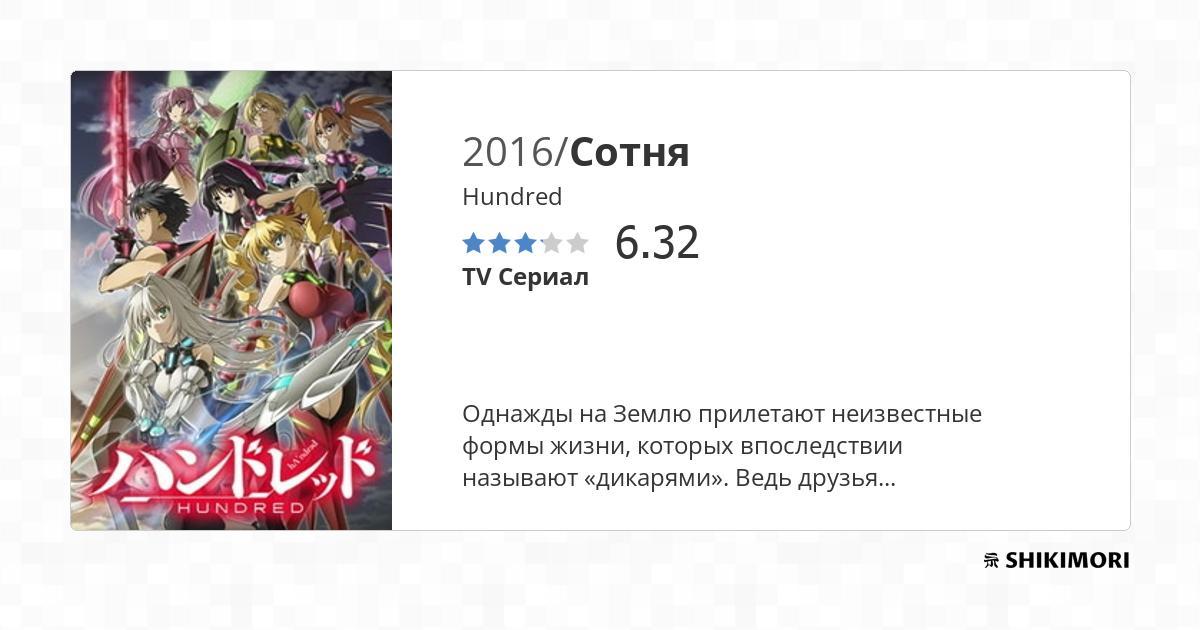 2016/Сотня
Hundred
6.32
TV Сериал
Однажды на Землю прилетают неизвестные
формы жизни, которых впоследствии
называют «дикарями». Ведь друзья...
ハンドレッド
HUNDRED
SHIKIMORI